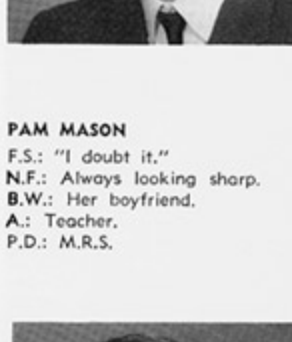 PAM MASON
F.S.: "I doubt it."
N.F.: Always looking sharp.
B.W.: Her boyfriend.
A.: Teacher.
P.D.: M.R.S.